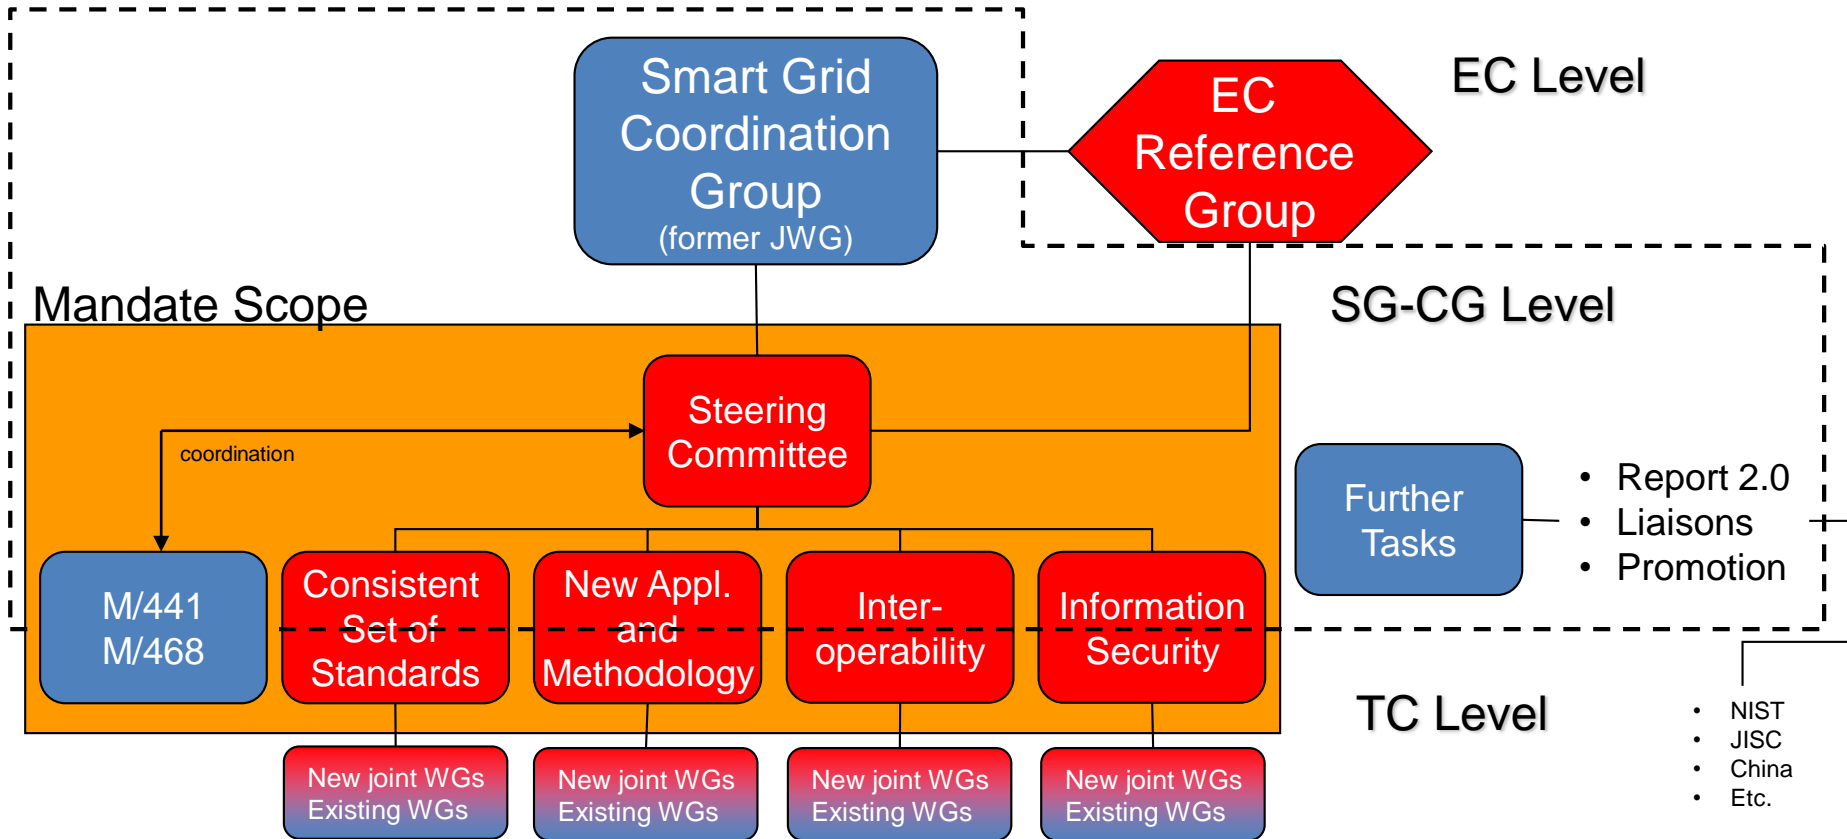 Smart Grid
Coordination
Group
(former JWG)
EC
Reference
Group
EC Level
Mandate Scope
SG-CG Level
Steering
Committee
coordination
Further
Tasks
• Report 2.0
• Liaisons
• Promotion
M/441
M/468
Consistent
Set of
Standards
New Appl.
and
Methodology
Inter-
operability
Information
Security
TC Level
• NIST
• JISC
• China
• Etc.
New joint WGs
Existing WGs
New joint WGs
Existing WGs
New joint WGs
Existing WGs
New joint WGs
Existing WGs